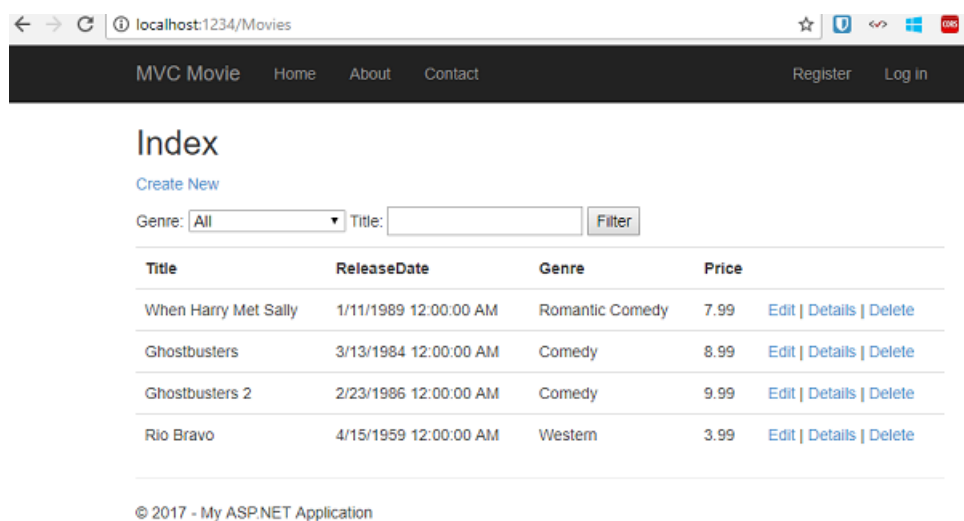 localhost:1234/Movies
CORS
MVC Movie Home About Contact Register Log in
Index
Create New
Genre: All Title: Filter
Title ReleaseDate Genre Price
When Harry Met Sally 1/11/1989 12:00:00 AM Romantic Comedy 7.99 Edit | Details | Delete
Ghostbusters 3/13/1984 12:00:00 AM Comedy 8.99 Edit | Details | Delete
Ghostbusters 2 2/23/1986 12:00:00 AM Comedy 9.99 Edit | Details | Delete
Rio Bravo 4/15/1959 12:00:00 AM Western 3.99 Edit | Details | Delete
© 2017 - My ASP.NET Application